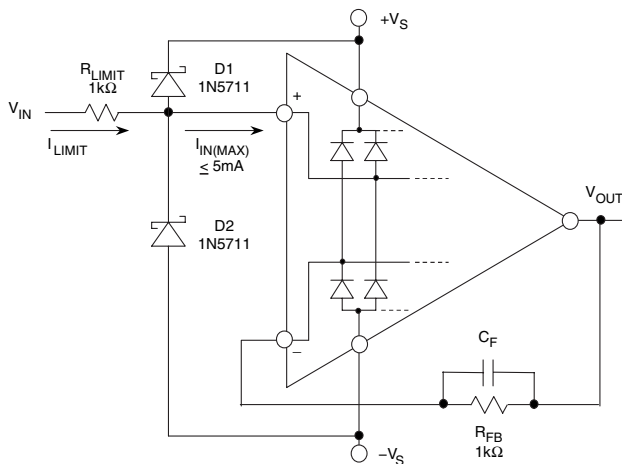 +VS
RLIMIT
1kΩ
D1
1N5711
VIN
+
ILIMIT
IIN(MAX)
≤ 5mA
VOUT
D2
1N5711
–
CF
RFB
1kΩ
–VS